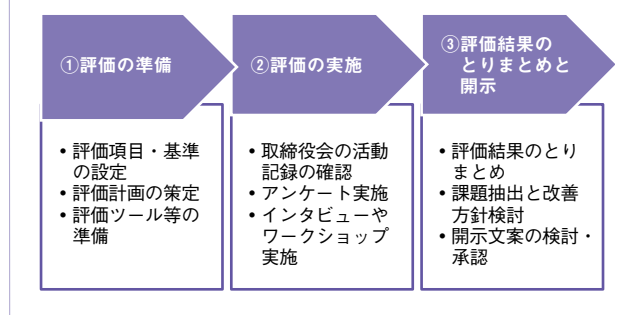 ①評価の準備
• 評価項目・基準
の設定
• 評価計画の策定
• 評価ツール等の
準備
②評価の実施
• 取締役会の活動
記録の確認
• アンケート実施
• インタビューや
ワークショップ
実施
③評価結果の
とりまとめと
開示
• 評価結果のとり
まとめ
• 課題抽出と改善
方針検討
• 開示文案の検討・
承認